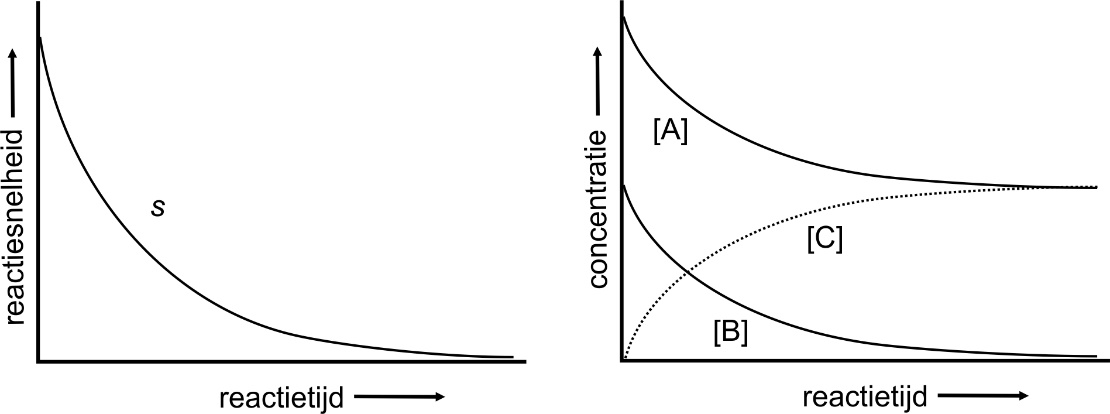 reactiesnelheid
s
reactietijd
concentratie
[A]
[C]
[B]
reactietijd